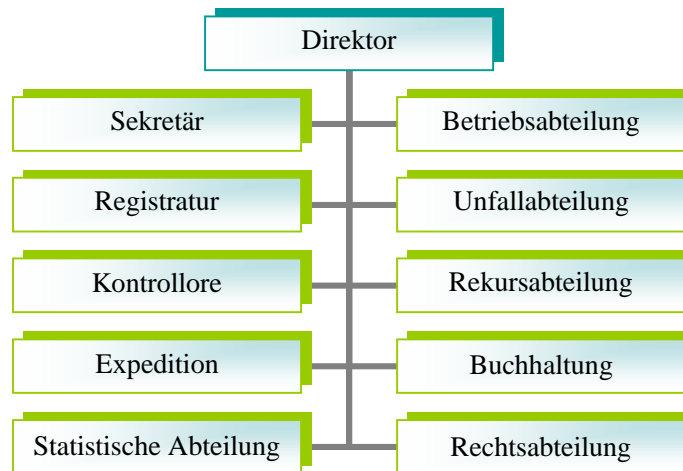 Direktor
Sekretär
Betriebsabteilung
Registratur
Unfallabteilung
Kontrollore
Rekursabteilung
Expedition
Buchhaltung
Statistische Abteilung
Rechtsabteilung